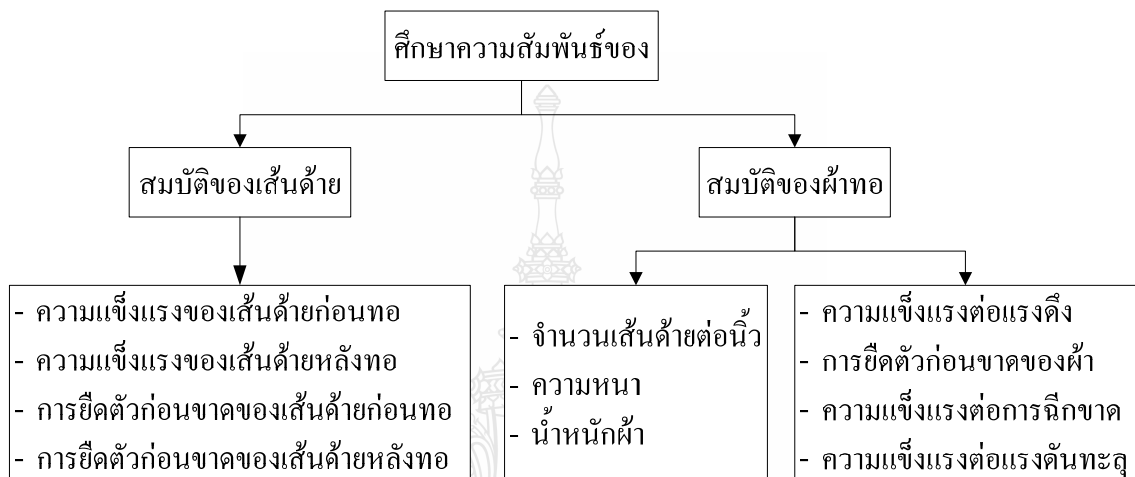 ศึกษาความสัมพันธ์ของ
สมบัติของเส้นด้าย
สมบัติของผ้าทอ
- ความแข็งแรงของเส้นด้ายก่อนทอ
- ความแข็งแรงของเส้นด้ายหลังทอ
- การยืดตัวก่อนขาดของเส้นด้ายก่อนทอ
- การยืดตัวก่อนขาดของเส้นด้ายหลังทอ
- จำนวนเส้นด้ายต่อนิ้ว
- ความหนา
- น้ำหนักผ้า
- ความแข็งแรงต่อแรงดึง
- การยืดตัวก่อนขาดของผ้า
- ความแข็งแรงต่อการฉีกขาด
- ความแข็งแรงต่อแรงดันทะลุ